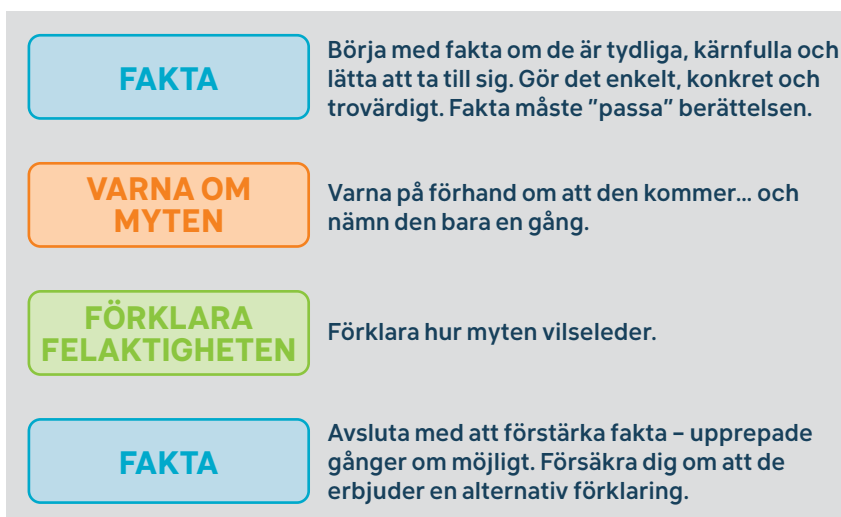 FAKTA
Börja med fakta om de är tydliga, kärnfulla och
lätta att ta till sig. Gör det enkelt, konkret och
trovärdigt. Fakta måste ”passa” berättelsen.
VARNA OM
MYTEN
Varna på förhand om att den kommer... och
nämn den bara en gång.
FÖRKLARA
FELAKTIGHETEN
Förklara hur myten vilseleder.
FAKTA
Avsluta med att förstärka fakta – upprepade
gånger om möjligt. Försäkra dig om att de
erbjuder en alternativ förklaring.